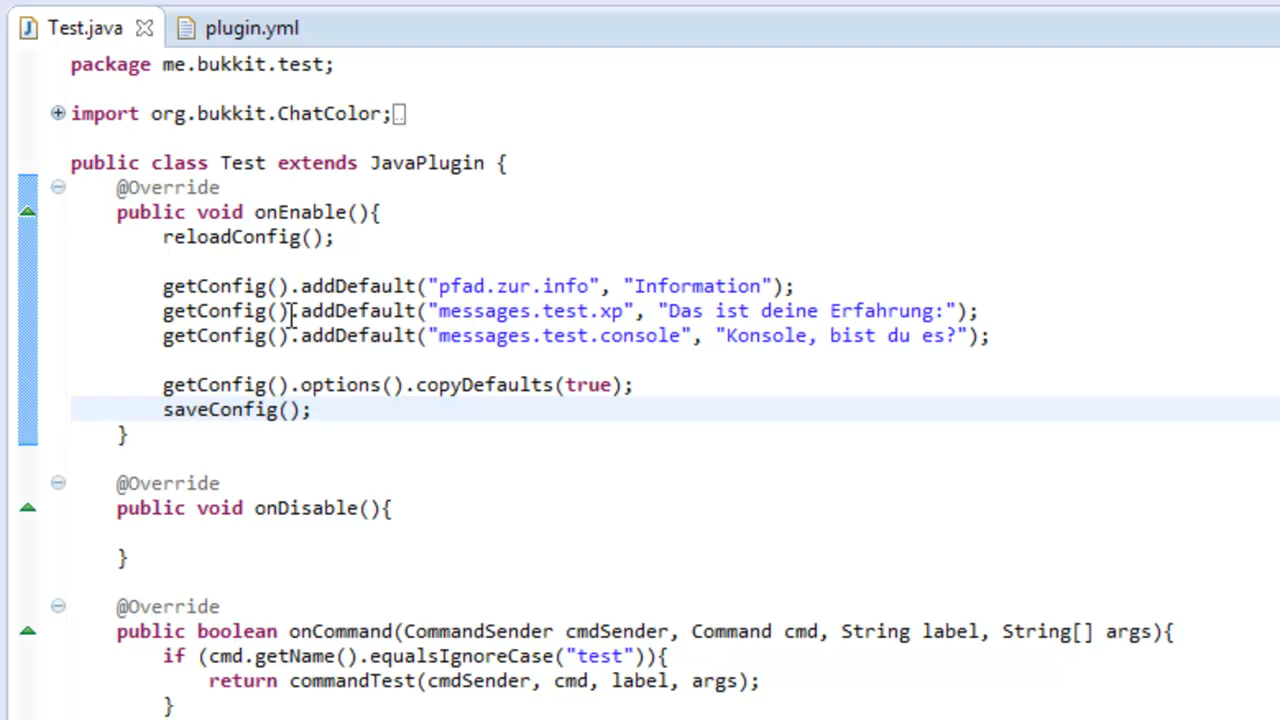 Test.java plugin.yml
package me.bukkit.test;
import org.bukkit.ChatColor;
public class Test extends JavaPlugin {
@Override
public void onEnable(){
reloadConfig();
getConfig().addDefault("pfad.zur.info", "Information");
getConfig().addDefault("messages.test.xp", "Das ist deine Erfahrung:");
getConfig().addDefault("messages.test.console", "Konsole, bist du es?");
getConfig().options().copyDefaults(true);
saveConfig();
}
@Override
public void onDisable(){
}
@Override
public boolean onCommand(CommandSender cmdSender, Command cmd, String label, String[] args){
if (cmd.getName().equalsIgnoreCase("test")){
return commandTest(cmdSender, cmd, label, args);
}